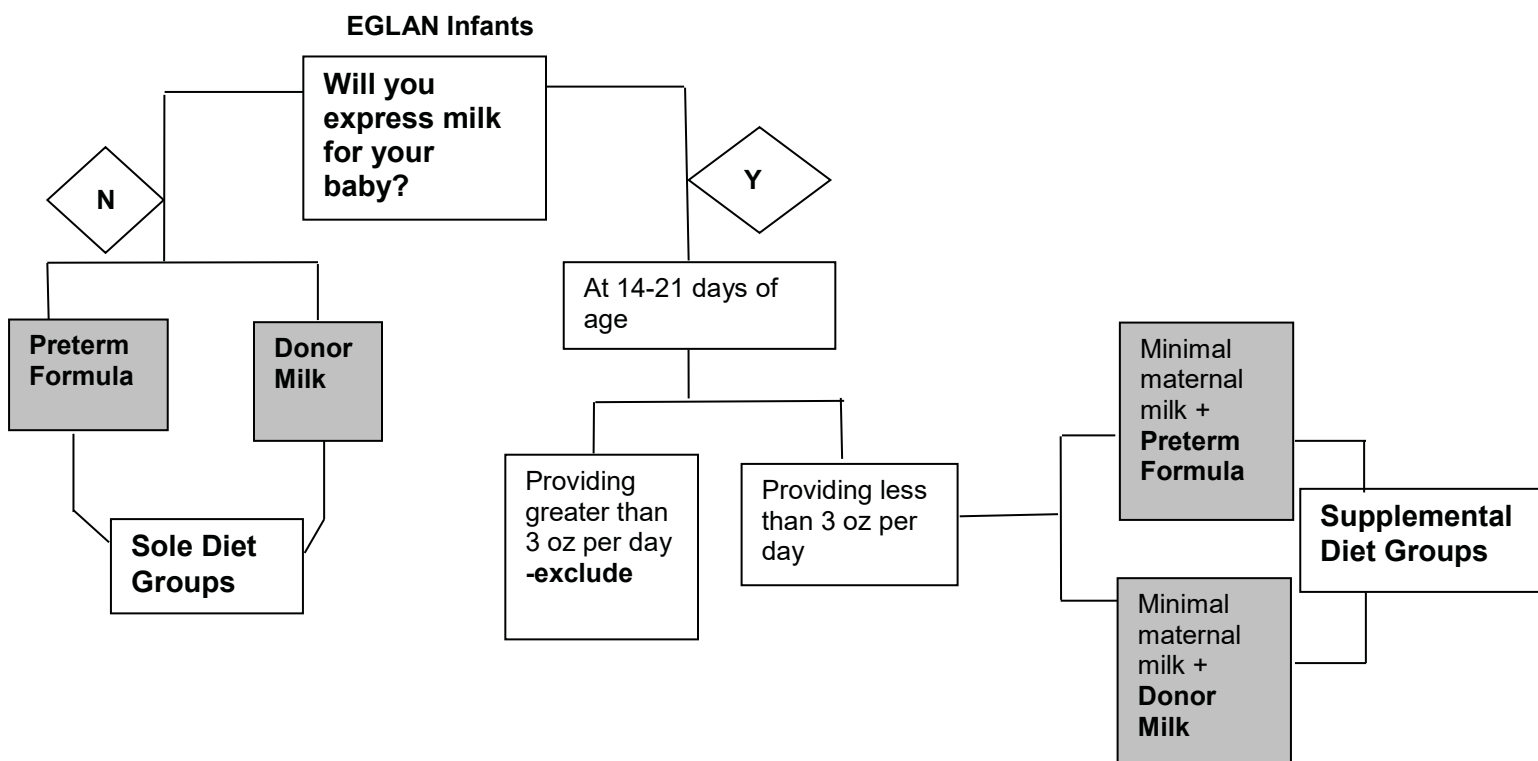 EGLAN Infants
Will you
express milk
for your
baby?
N
Y
At 14-21 days of
age
Preterm
Formula
Donor
Milk
Sole Diet
Groups
Providing
greater than
3 oz per day
-exclude
Providing less
than 3 oz per
day
Minimal
maternal
milk +
Preterm
Formula
Supplemental
Diet Groups
Minimal
maternal
milk +
Donor
Milk